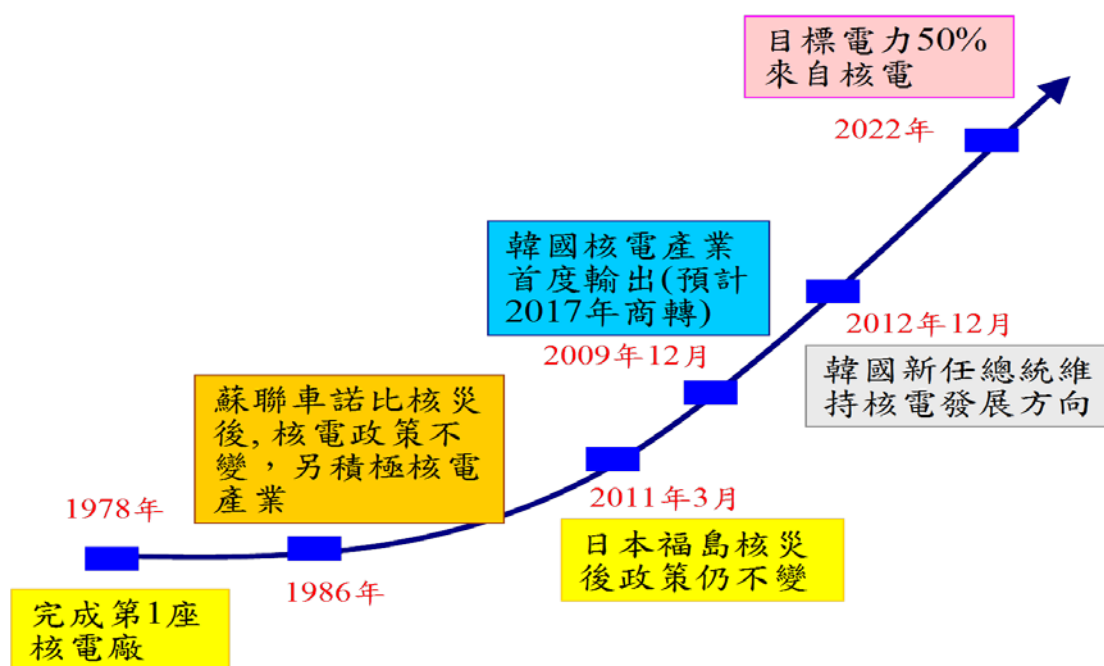 目標電力50%
來自核電
2022年
韓國核電產業
首度輸出(預計
2017年商轉)
2009年12月
2012年12月
韓國新任總統維
持核電發展方向
蘇聯車諾比核災
後, 核電政策不
變，另積極核電
產業
1978年
2011年3月
日本福島核災
後政策仍不變
1986年
完成第1座
核電廠